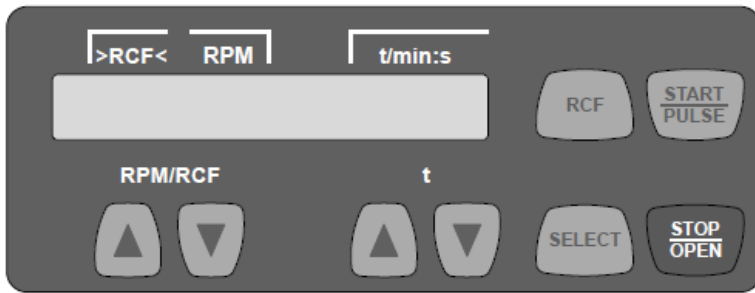 >RCF< RPM t/min:s
RCF
START
PULSE
RPM/RCF t
SELECT
STOP
OPEN